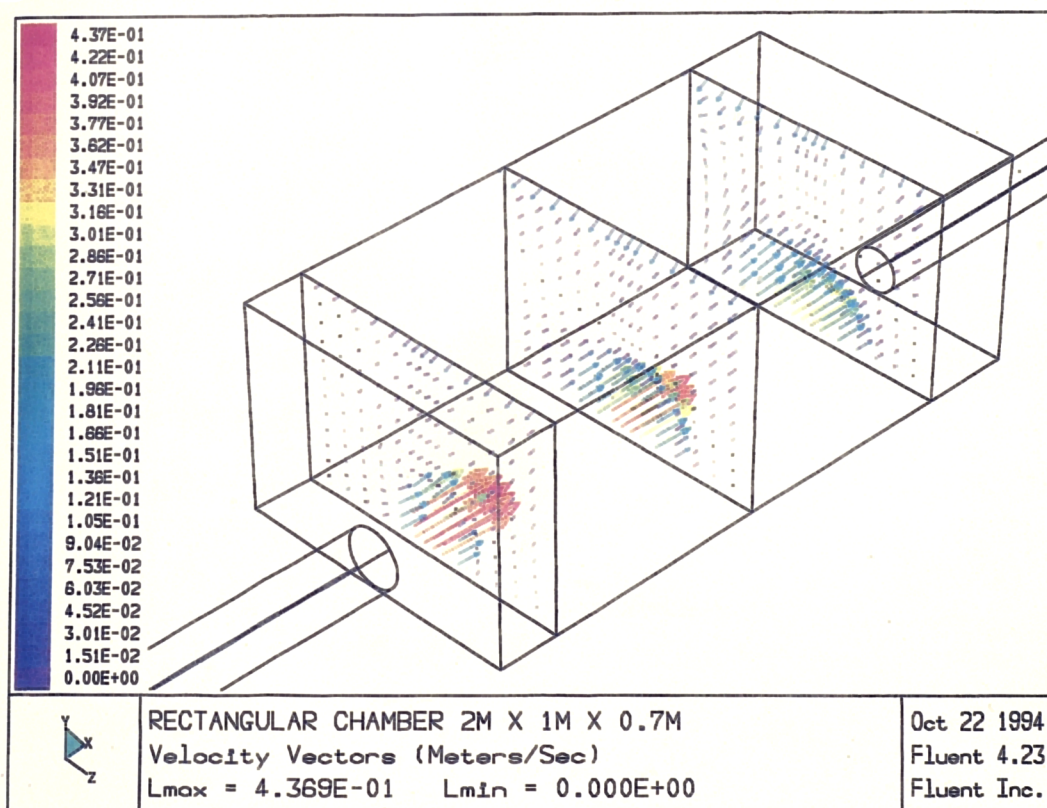 4.37E-01
4.22E-01
4.07E-01
3.92E-01
3.77E-01
3.62E-01
3.47E-01
3.31E-01
3.16E-01
3.01E-01
2.86E-01
2.71E-01
2.56E-01
2.41E-01
2.26E-01
2.11E-01
1.96E-01
1.81E-01
1.66E-01
1.51E-01
1.36E-01
1.21E-01
1.05E-01
9.04E-02
7.53E-02
6.03E-02
4.52E-02
3.01E-02
1.51E-02
0.00E+00
Y
X
Z
RECTANGULAR CHAMBER 2M X 1M X 0.7M
Velocity Vectors (Meters/Sec)
Lmax = 4.369E-01 Lmin = 0.000E+00
Oct 22 1994
Fluent 4.23
Fluent Inc.